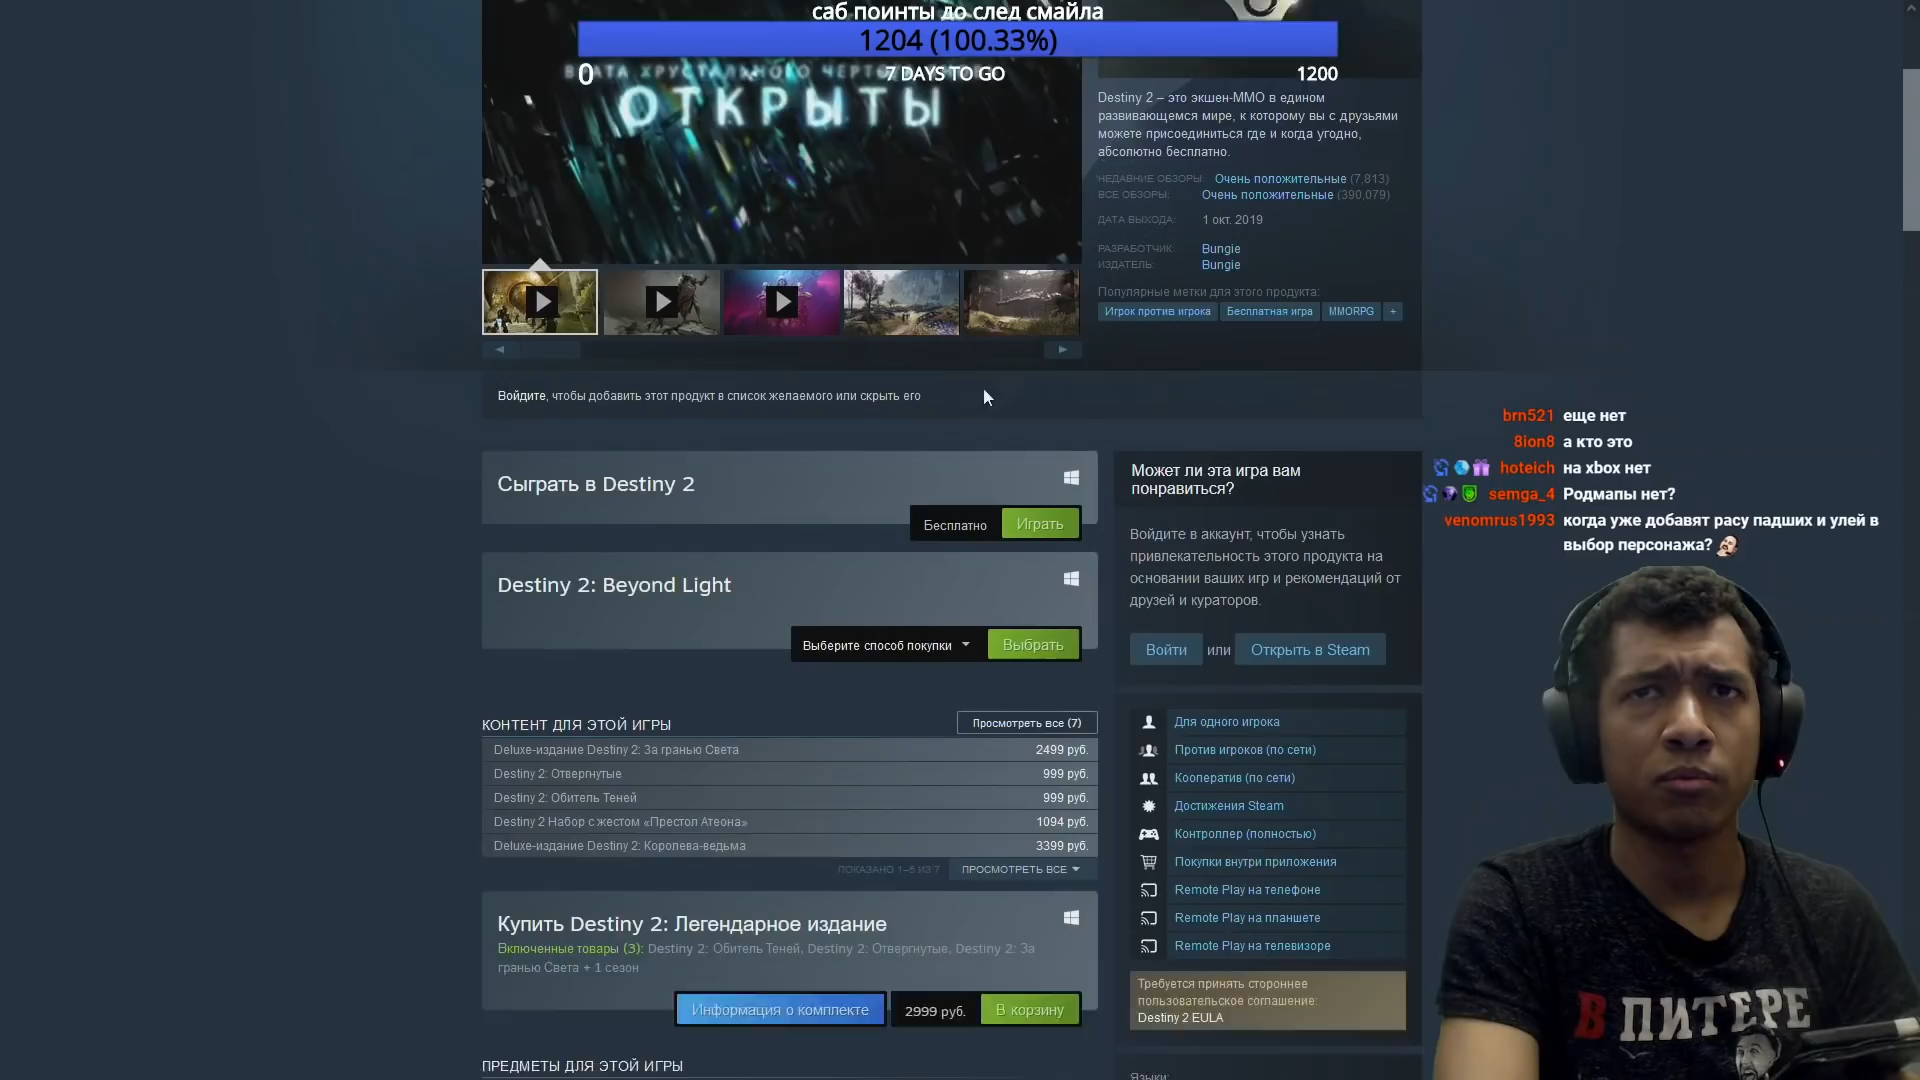 саб поинты до след смайла
1204 (100.33%)
0
7 DAYS TO GO
1200
ОТКРЫТЫ
Destiny 2 – это экшен-ММО в едином
развивающемся мире, к которому вы с друзьями
можете присоединиться где и когда угодно,
абсолютно бесплатно.
НЕДАВНИЕ ОБЗОРЫ: Очень положительные (7,813)
ВСЕ ОБЗОРЫ: Очень положительные (390,079)
ДАТА ВЫХОДА: 1 окт. 2019
РАЗРАБОТЧИК: Bungie
ИЗДАТЕЛЬ: Bungie
Популярные метки для этого продукта:
Игрок против игрока Бесплатная игра MMORPG +
Войдите, чтобы добавить этот продукт в список желаемого или скрыть его
Сыграть в Destiny 2
Бесплатно Играть
Destiny 2: Beyond Light
Выберите способ покупки Выбрать
КОНТЕНТ ДЛЯ ЭТОЙ ИГРЫ Просмотреть все (7)
Deluxe-издание Destiny 2: За гранью Света 2499 руб.
Destiny 2: Отвергнутые 999 руб.
Destiny 2: Обитель Теней 999 руб.
Destiny 2 Набор с жестом «Престол Атеона» 1094 руб.
Deluxe-издание Destiny 2: Королева-ведьма 3399 руб.
ПОКАЗАНО 1–5 ИЗ 7 ПРОСМОТРЕТЬ ВСЕ
Купить Destiny 2: Легендарное издание
Включенные товары (3): Destiny 2: Обитель Теней, Destiny 2: Отвергнутые, Destiny 2: За
гранью Света + 1 сезон
Информация о комплекте 2999 руб. В корзину
ПРЕДМЕТЫ ДЛЯ ЭТОЙ ИГРЫ
Может ли эта игра вам
понравиться?
Войдите в аккаунт, чтобы узнать
привлекательность этого продукта на
основании ваших игр и рекомендаций от
друзей и кураторов.
Войти или Открыть в Steam
Для одного игрока
Против игроков (по сети)
Кооператив (по сети)
Достижения Steam
Контроллер (полностью)
Покупки внутри приложения
Remote Play на телефоне
Remote Play на планшете
Remote Play на телевизоре
Требуется принять стороннее
пользовательское соглашение:
Destiny 2 EULA
Языки:
brn521 еще нет
8ion8 а кто это
hoteich на xbox нет
semga_4 Родмапы нет?
venomrus1993 когда уже добавят расу падших и улей в
выбор персонажа?
В ПИТЕРЕ